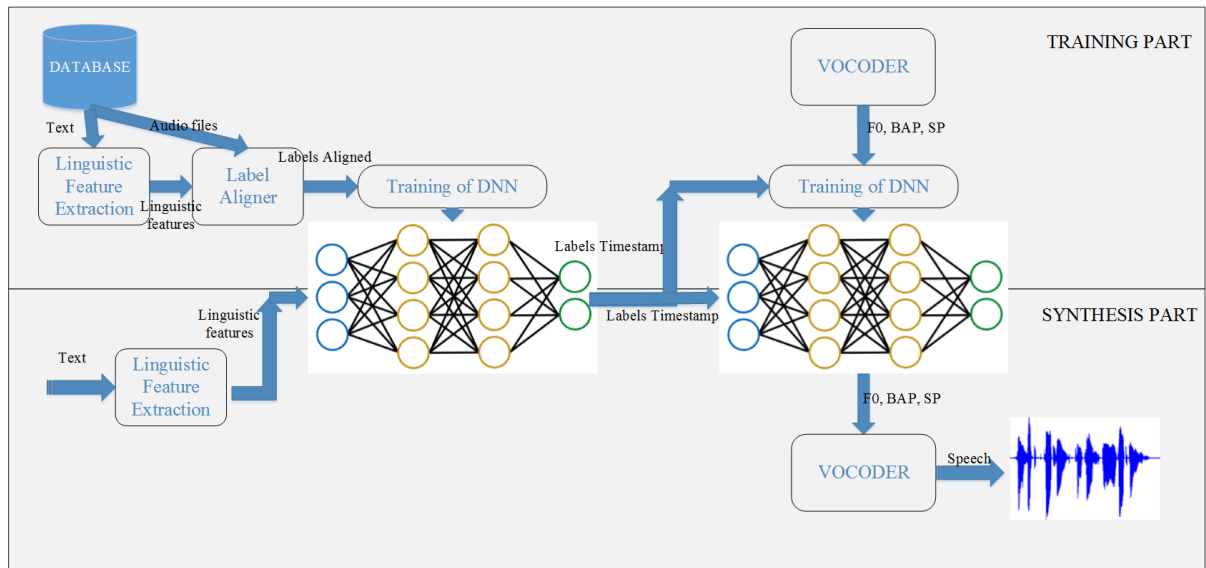 TRAINING PART
DATABASE
VOCODER
Text
Audio files
F0, BAP, SP
Linguistic
Feature
Extraction
Linguistic
features
Label
Aligner
Labels Aligned
Training of DNN
Training of DNN
Labels Timestamp
SYNTHESIS PART
Labels Timestamp
Linguistic
features
Text
Linguistic
Feature
Extraction
F0, BAP, SP
VOCODER
Speech